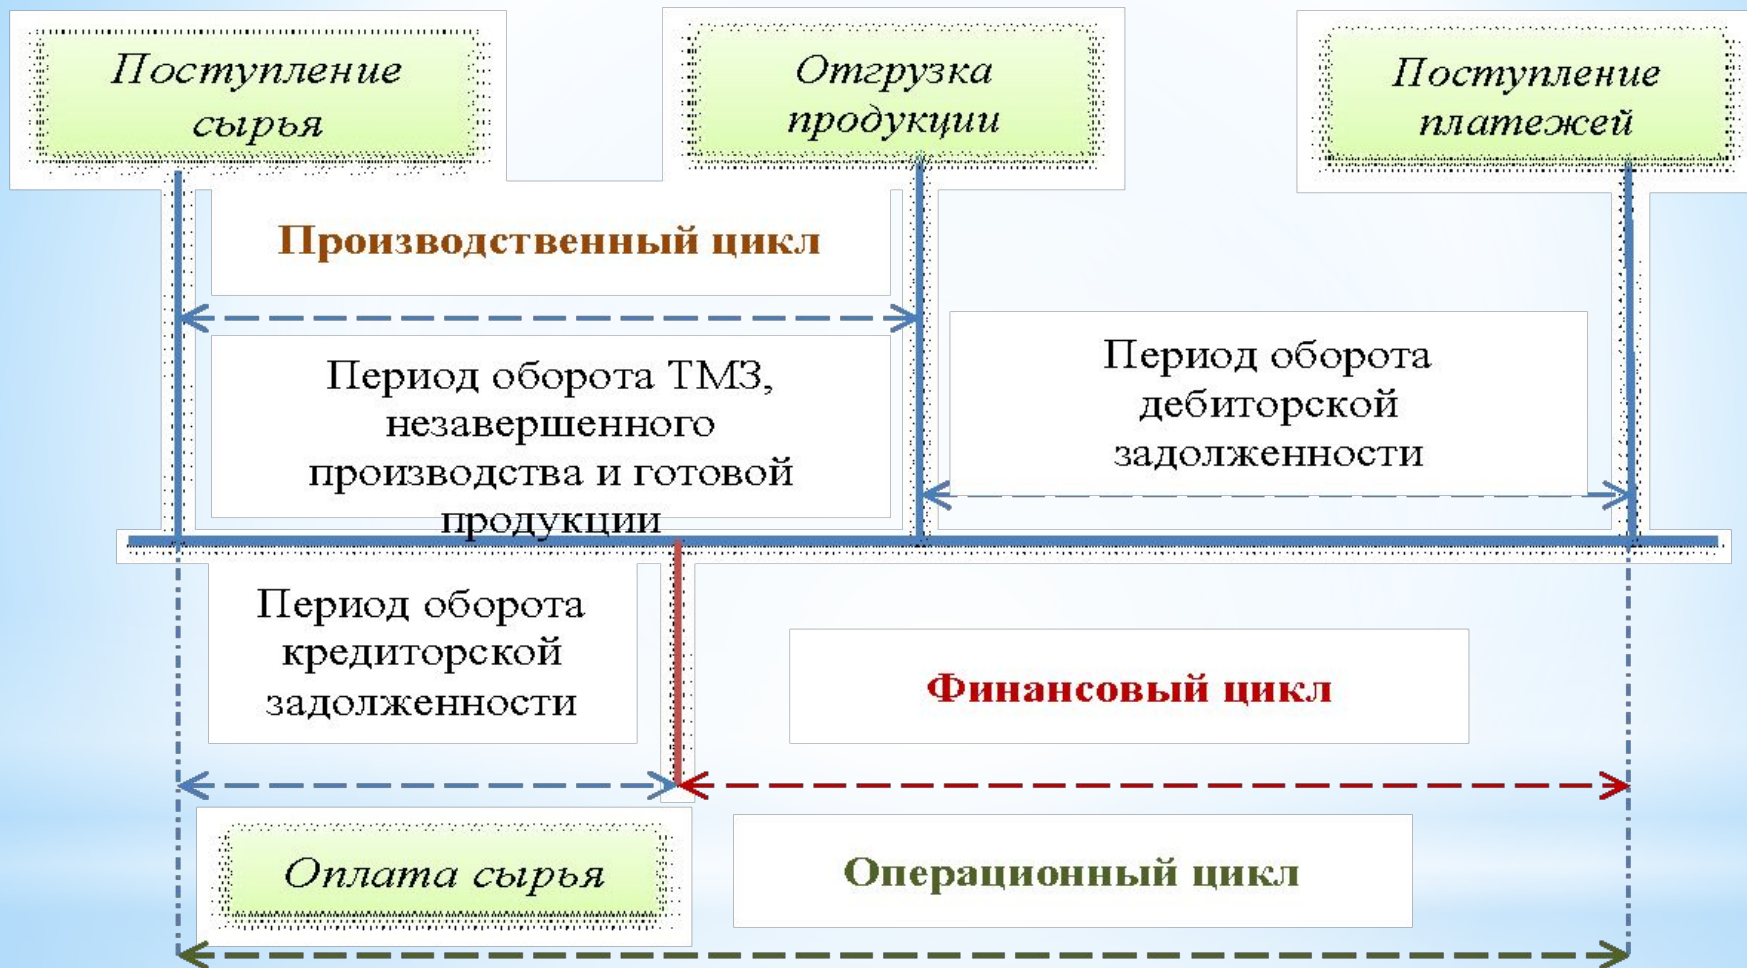 Поступление
сырья
Отгрузка
продукции
Поступление
платежей
Производственный цикл
Период оборота ТМЗ,
незавершенного
производства и готовой
продукции
Период оборота
дебиторской
задолженности
Период оборота
кредиторской
задолженности
Финансовый цикл
Оплата сырья
Операционный цикл